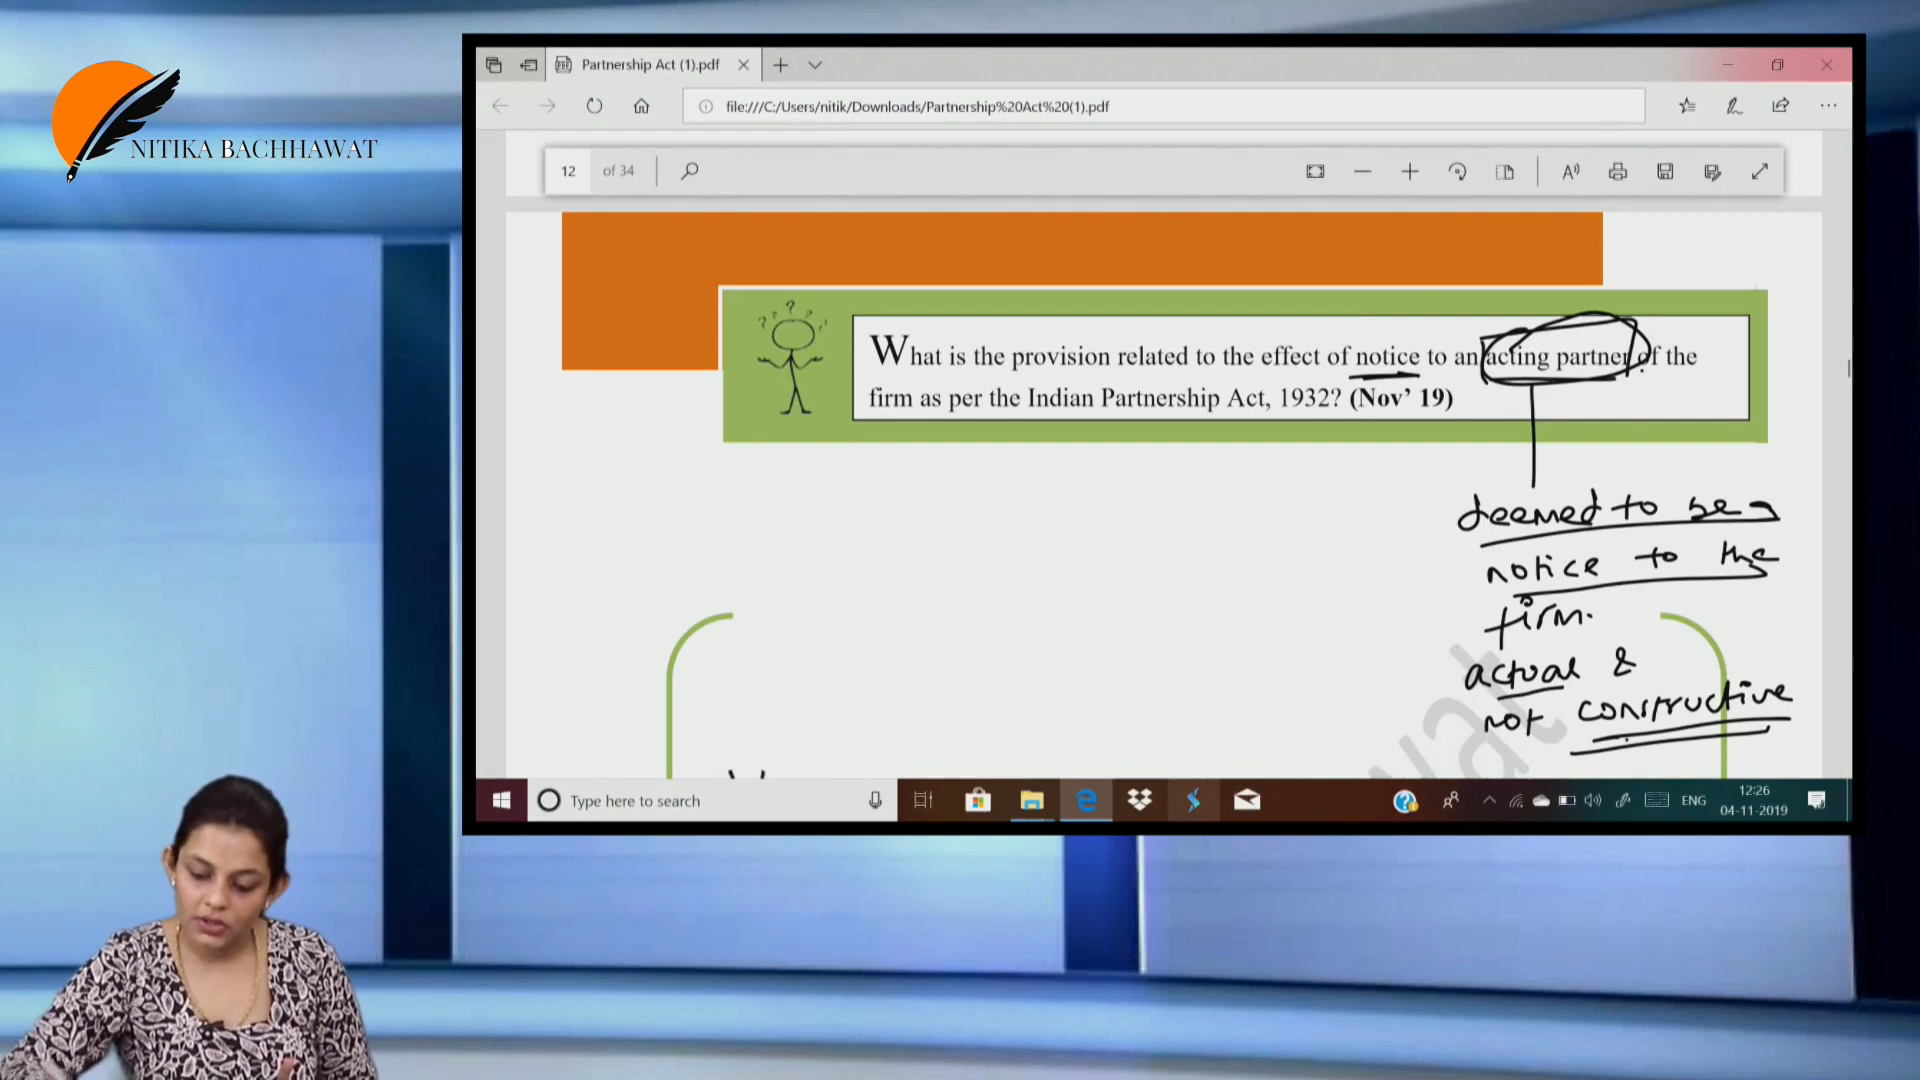 NITIKA BACHHAWAT
Partnership Act (1).pdf
file:///C:/Users/nitik/Downloads/Partnership%20Act%20(1).pdf
12 of 34
What is the provision related to the effect of notice to an acting partner of the
firm as per the Indian Partnership Act, 1932? (Nov' 19)
deemed to be
notice to the
firm.
actual &
not constructive
wat
Type here to search
ENG
12:26
04-11-2019